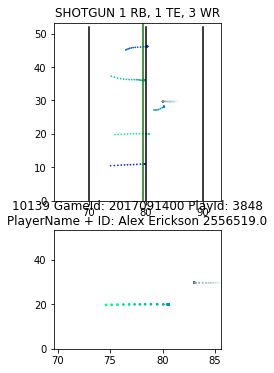 SHOTGUN 1 RB, 1 TE, 3 WR
50
40
30
20
10
0
70 80 90
10139 GameId: 2017091400 PlayId: 3848
PlayerName + ID: Alex Erickson 2556519.0
40
20
0
70 75 80 85